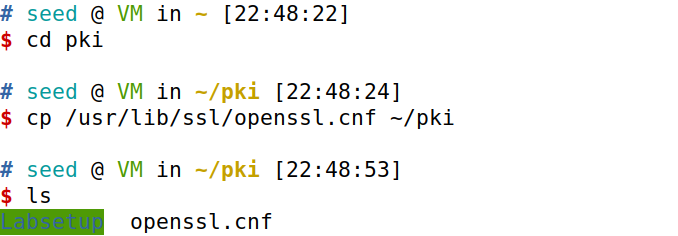 # seed @ VM in ~ [22:48:22]
$ cd pki
# seed @ VM in ~/pki [22:48:24]
$ cp /usr/lib/ssl/openssl.cnf ~/pki
# seed @ VM in ~/pki [22:48:53]
$ ls
Labsetup  openssl.cnf